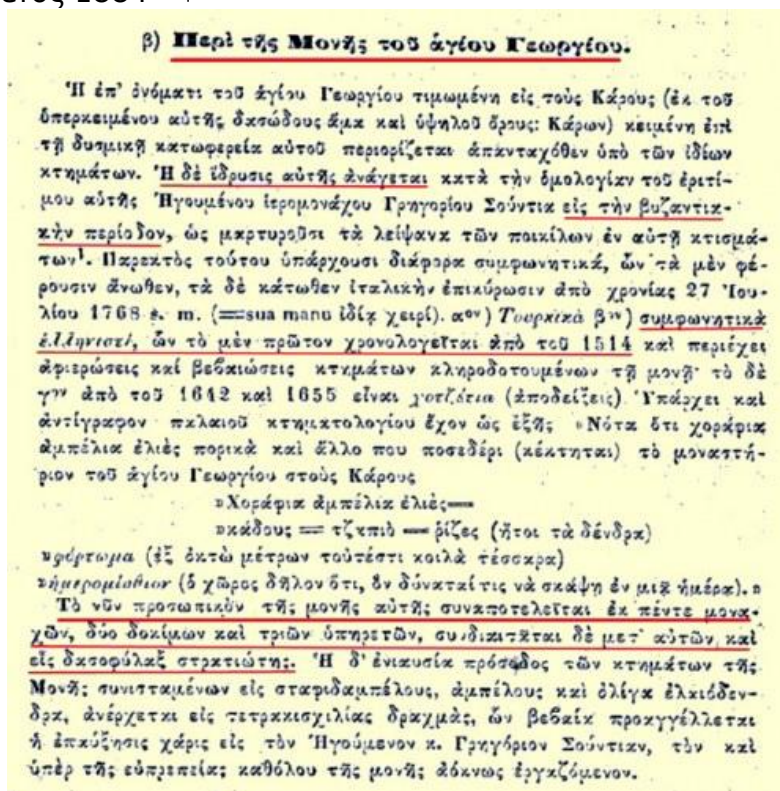 β) Περὶ τῆς Μονῆς τοῦ ἁγίου Γεωργίου.
Ἡ ἐπ' ὀνόματι τοῦ ἁγίου Γεωργίου τιμωμένη εἰς τοὺς Κάρους (ἐκ τοῦ
ὑπερκειμένου αὐτῆς δασώδους ἅμα καὶ ὑψηλοῦ ὄρους: Κάρων) κειμένη ἐπὶ
τῇ δυσμικῇ κατωφερείᾳ αὐτοῦ περιορίζεται ἁπανταχόθεν ὑπὸ τῶν ἰδίων
κτημάτων. Ἡ δὲ ἵδρυσις αὐτῆς ἀνάγεται κατὰ τὴν ὁμολογίαν τοῦ ἐριτί-
μου αὐτῆς Ἡγουμένου ἱερομονάχου Γρηγορίου Σούντια εἰς τὴν βυζαντικ-
κὴν περίοδον, ὡς μαρτυροῦσι τὰ λείψανα τῶν ποικίλων ἐν αὐτῇ κτισμά-
των¹. Παρεκτὸς τούτου ὑπάρχουσι διάφορα συμφωνητικά, ὧν τὰ μὲν φέ-
ρουσιν ἄνωθεν, τὰ δὲ κάτωθεν ἰταλικὴν ἐπικύρωσιν ἀπὸ χρονίας 27 Ἰου-
λίου 1768 s. m. (=sua manu ἰδίᾳ χειρί). αον) Τουρκικὰ βον) συμφωνητικὰ
ἑλληνιστί, ὧν τὸ μὲν πρῶτον χρονολογεῖται ἀπὸ τοῦ 1514 καὶ περιέχει
ἀφιερώσεις καὶ βεβαιώσεις κτημάτων κληροδοτουμένων τῇ μονῇ· τὸ δὲ
γον ἀπὸ τοῦ 1642 καὶ 1655 εἶναι χοτζέτια (ἀποδείξεις). Ὑπάρχει καὶ
ἀντίγραφον παλαιοῦ κτηματολογίου ἔχον ὡς ἑξῆς «Νότα ὅτι χοράφια
ἀμπέλια ἐλιὲς πορικὰ καὶ ἄλλο που ποσεδέρι (κέκτηται) τὸ μοναστή-
ριον τοῦ ἁγίου Γεωργίου στοὺς Κάρους
»Χοράφια ἀμπέλια ἐλιὲς=
»κάδους = τζαπιὸ = ρίζες (ἤτοι τὰ δένδρα)
»φόρτωμα (ἐξ ὀκτὼ μέτρων τουτέστι κοιλὰ τέσσαρα)
»ἡμερομίσθιον (ὁ χῶρος δῆλον ὅτι, ὃν δύναταί τις νὰ σκάψῃ ἐν μιᾷ ἡμέρᾳ).»
Τὸ νῦν προσωπικὸν τῆς μονῆς αὐτῆς συναποτελεῖται ἐκ πέντε μονα-
χῶν, δύο δοκίμων καὶ τριῶν ὑπηρετῶν, συνδιαιτᾶται δὲ μετ' αὐτῶν καὶ
εἷς δασοφύλαξ στρατιώτης. Ἡ δ' ἐνιαυσία πρόσοδος τῶν κτημάτων τῆς
Μονῆς συνισταμένων εἰς σταφιδαμπέλους, ἀμπέλους καὶ ὀλίγα ἐλαιόδεν-
δρα, ἀνέρχεται εἰς τετρακισχιλίας δραχμάς, ὧν βεβαία προαγγέλλεται
ἡ ἐπαύξησις χάρις εἰς τὸν Ἡγούμενον κ. Γρηγόριον Σούντιαν, τὸν καὶ
ὑπὲρ τῆς εὐπρεπείας καθόλου τῆς μονῆς ἀόκνως ἐργαζόμενον.